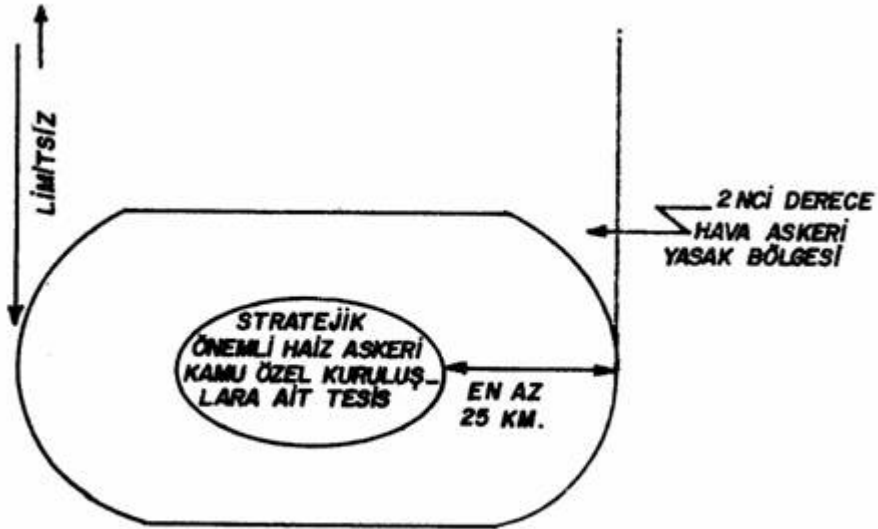 LİMİTSİZ
2 NCİ DERECE
HAVA ASKERİ
YASAK BÖLGESİ
STRATEJİK
ÖNEMLİ HAİZ ASKERİ
KAMU ÖZEL KURULUŞ_
LARA AİT TESİS
EN AZ
25 KM.